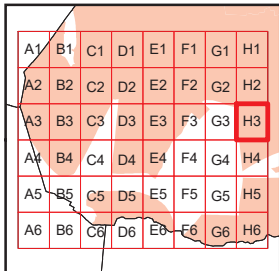 A1 B1 C1 D1 E1 F1 G1 H1
A2 B2 C2 D2 E2 F2 G2 H2
A3 B3 C3 D3 E3 F3 G3 H3
A4 B4 C4 D4 E4 F4 G4 H4
A5 B5 C5 D5 E5 F5 G5 H5
A6 B6 C6 D6 E6 F6 G6 H6